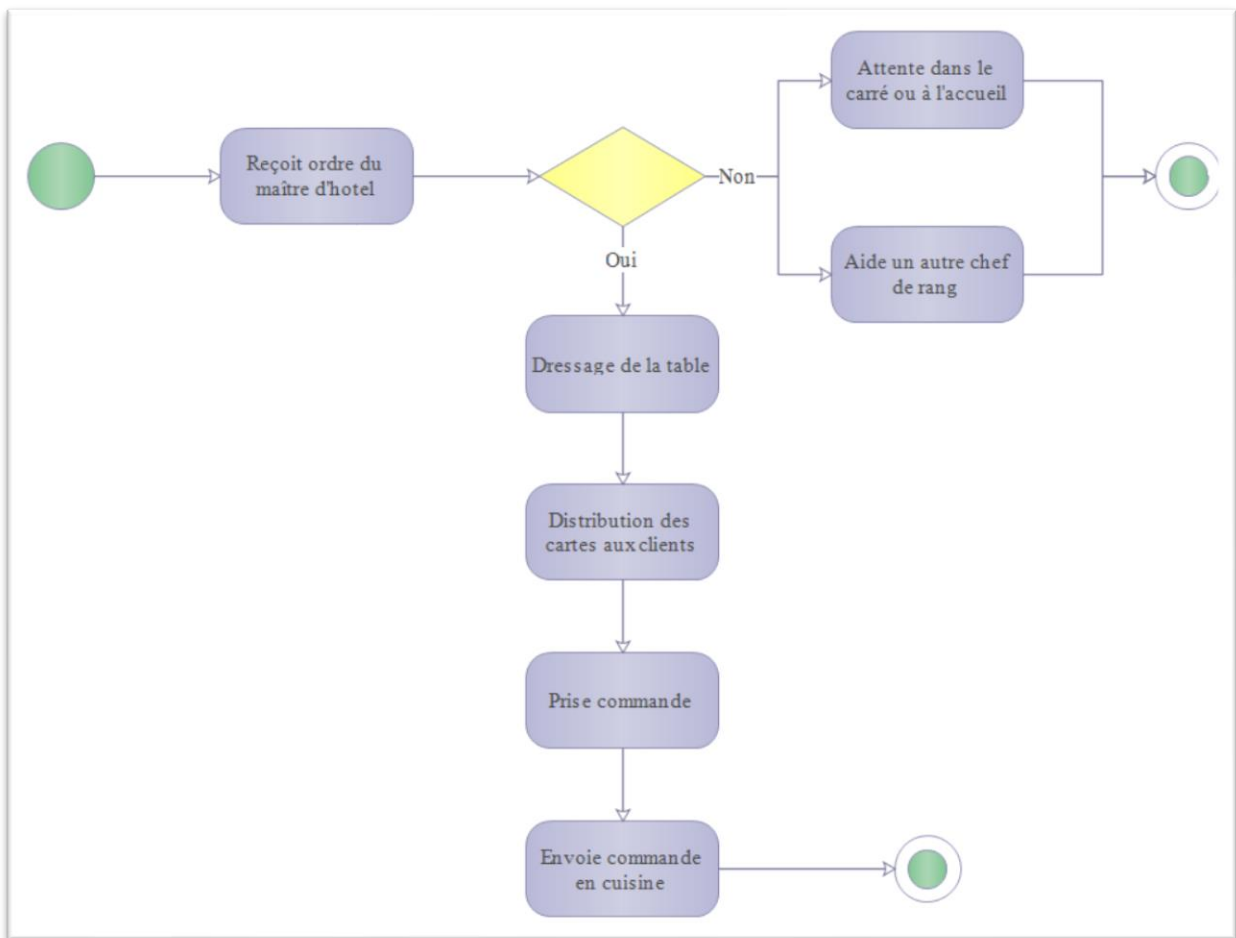 Attente dans le
carré ou à l'accueil
Reçoit ordre du
maître d'hotel
Non
Oui
Aide un autre chef
de rang
Dressage de la table
Distribution des
cartes aux clients
Prise commande
Envoie commande
en cuisine